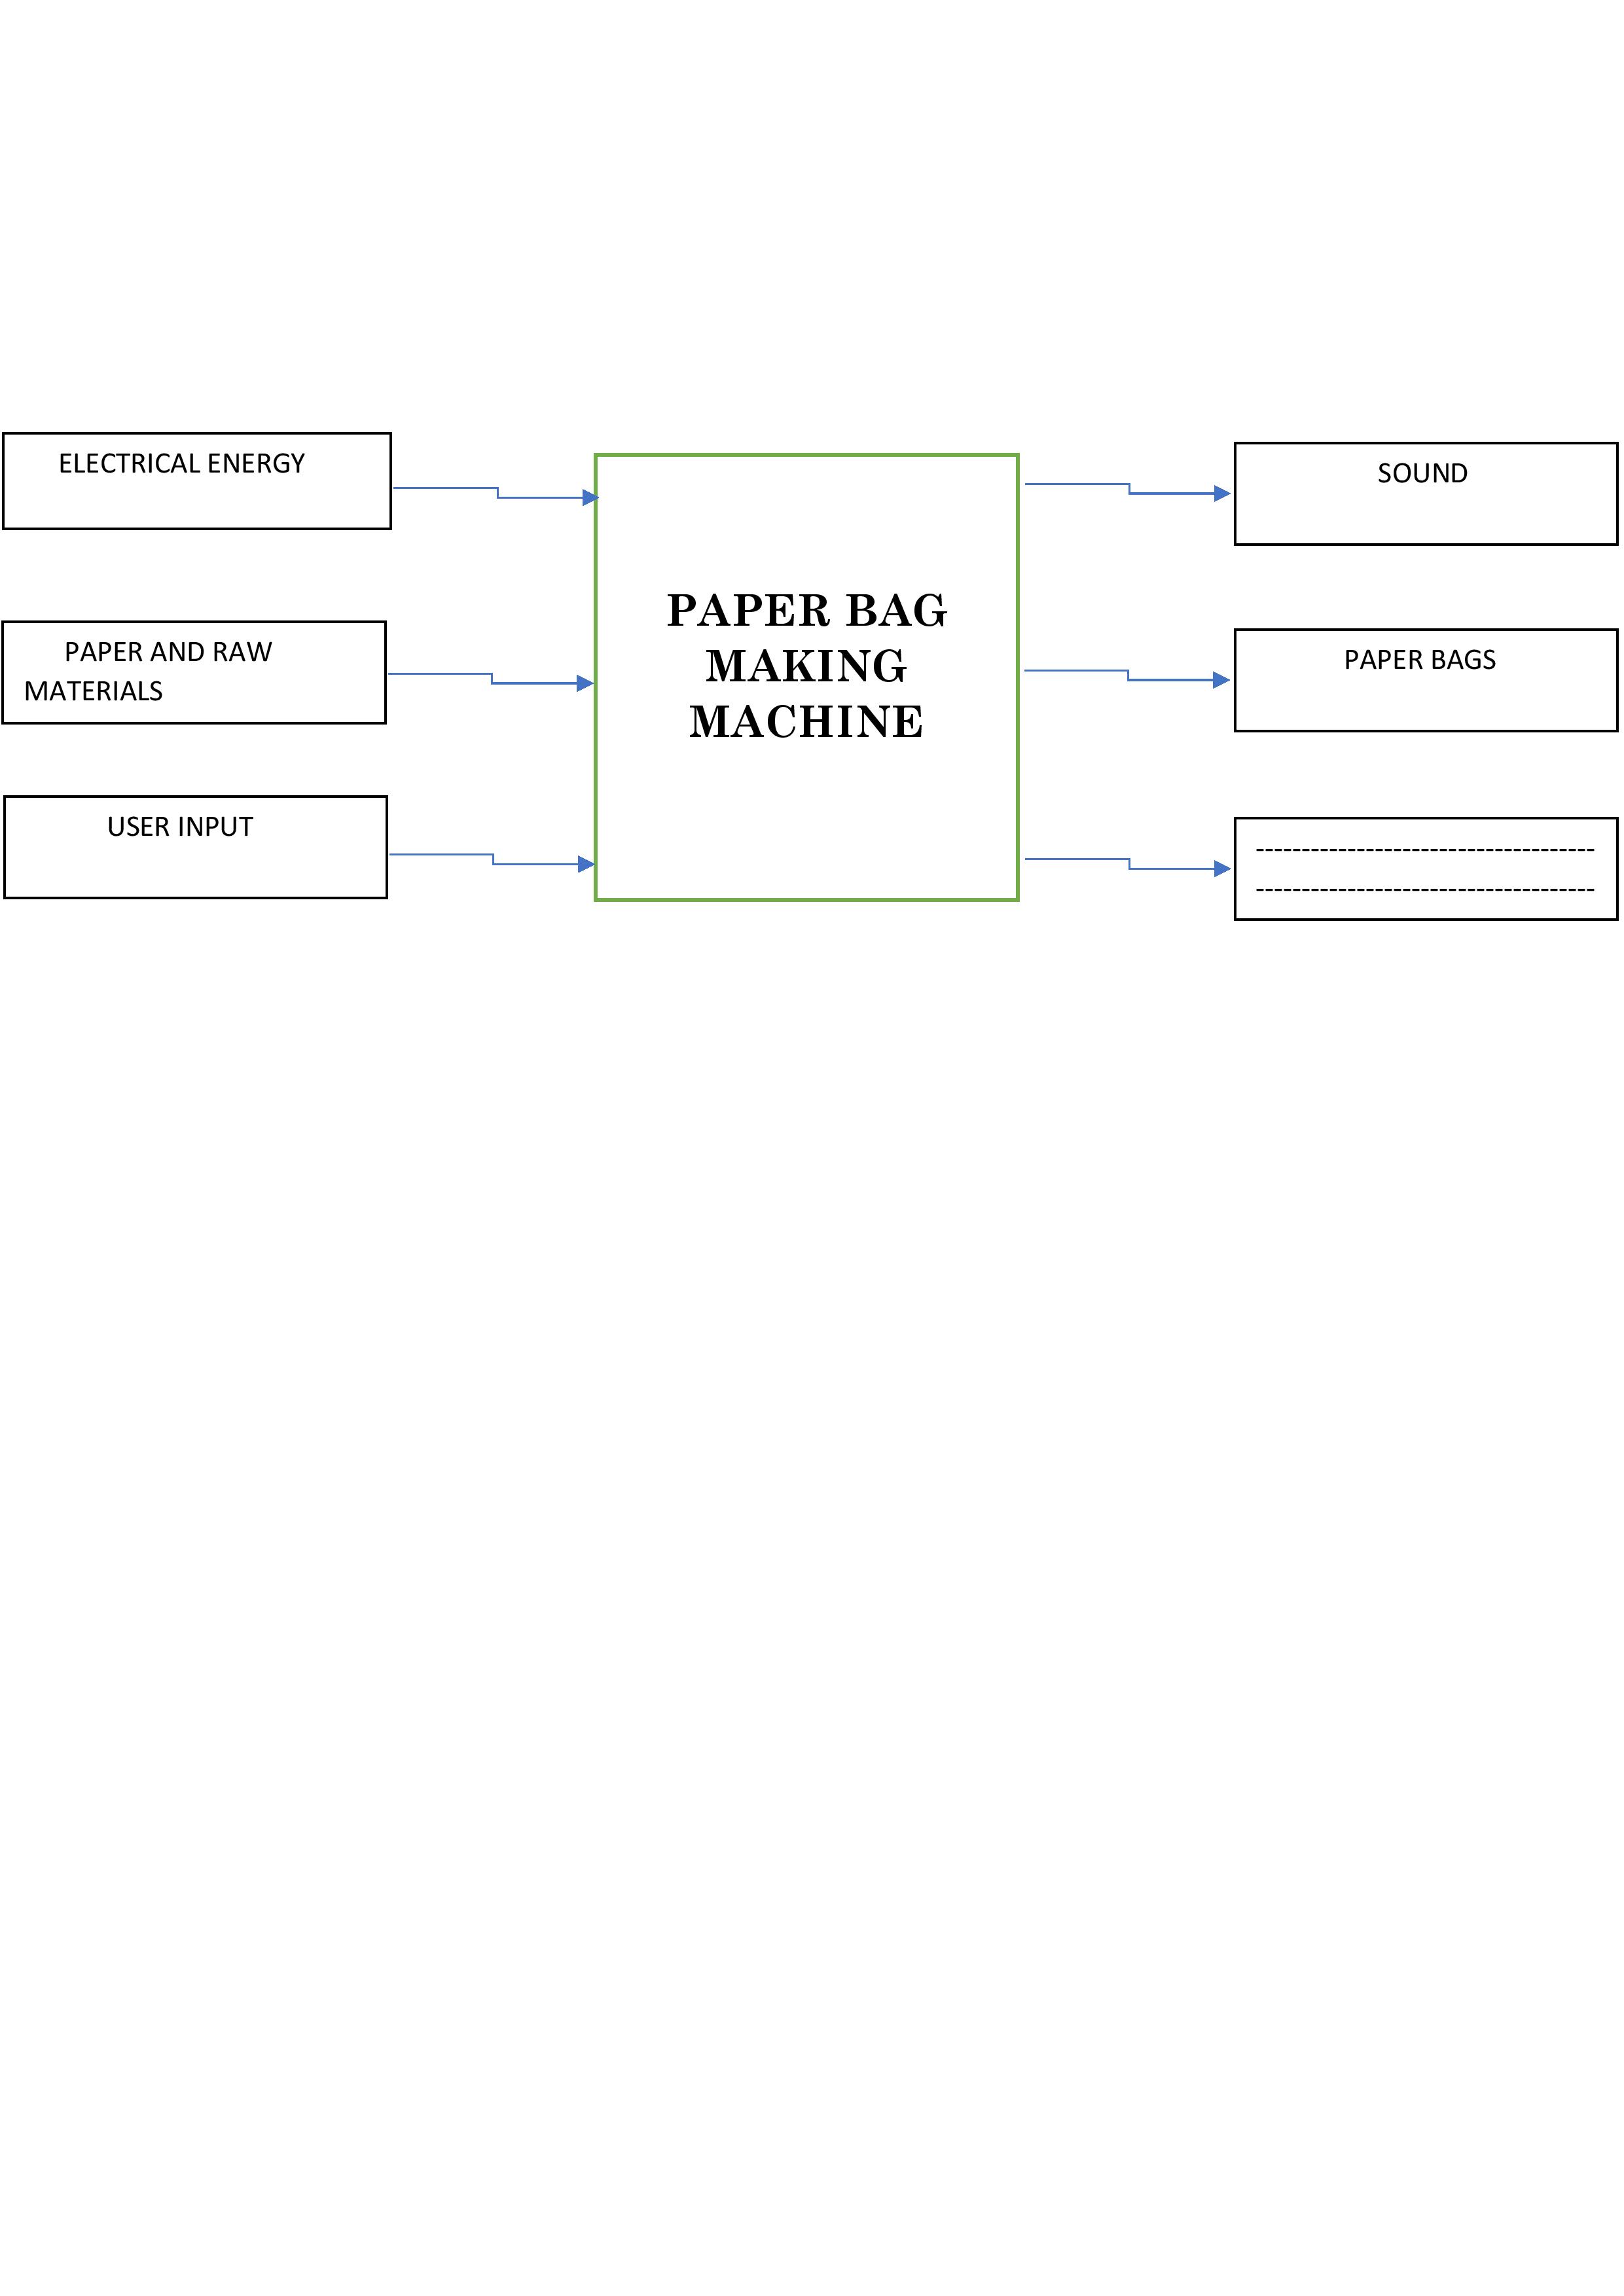 ELECTRICAL ENERGY
PAPER AND RAW
MATERIALS
USER INPUT
PAPER BAG
MAKING
MACHINE
SOUND
PAPER BAGS
-------------------------------------
-------------------------------------